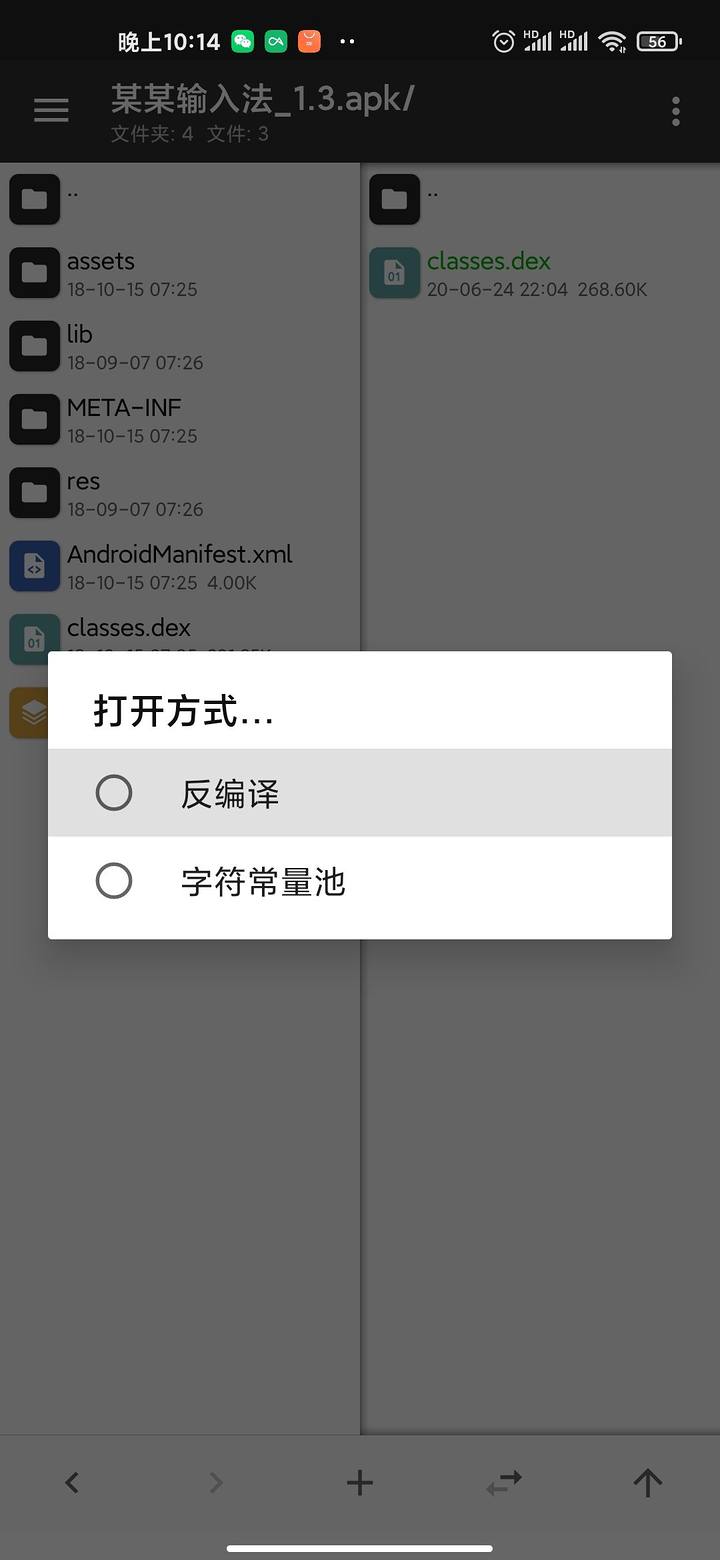 晚上10:14
HD HD 56
某某输入法_1.3.apk/
文件夹: 4 文件: 3
..
assets
18-10-15 07:25
lib
18-09-07 07:26
META-INF
18-10-15 07:25
res
18-09-07 07:26
AndroidManifest.xml
18-10-15 07:25 4.00K
classes.dex
..
classes.dex
20-06-24 22:04 268.60K
打开方式...
反编译
字符常量池